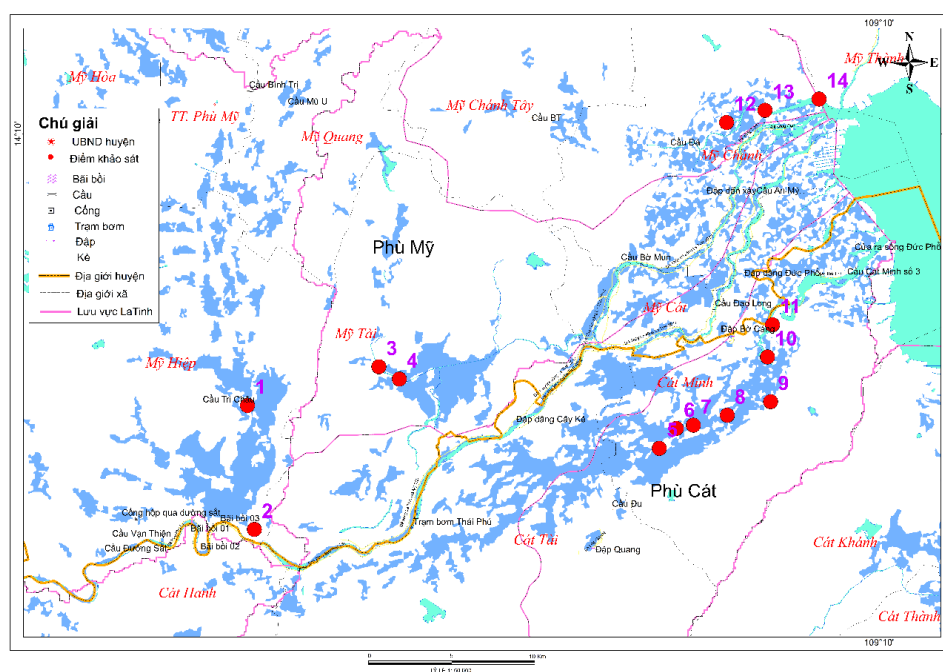 109°10'
14°10'
N
W E
S
Mỹ Hòa
TT. Phù Mỹ
Cầu Bình Trị
Cầu Mù U
Mỹ Quang
Mỹ Chánh Tây
Cầu BT
12
13
14
Mỹ Thành
Cầu Đá
Mỹ Chánh
Đập dân xây
Cầu An Mỹ
Chú giải
UBND huyện
Điểm khảo sát
Bãi bồi
Cầu
Cống
Trạm bơm
Đập
Kè
Địa giới huyện
Địa giới xã
Lưu vực LaTinh
Phù Mỹ
Cầu Bờ Mun
Cửa ra sông Đức Phổ
Đập dâng Đức Phổ
Cầu Cát Minh số 3
Mỹ Cát
Cầu Đạo Long
11
Đập Bờ Cảng
Mỹ Tài
3
4
10
Mỹ Hiệp
1
Cầu Trị Châu
Cát Minh
9
8
7
6
5
Đập dâng Cây Ké
Phù Cát
Cống hộp qua đường sắt
Bãi bồi 03
2
Bãi bồi 01
Cầu Vạn Thiện
Cầu Đường Sắt
Bãi bồi 02
Trạm bơm Thái Phú
Cầu Đu
Cát Tài
Đập Quang
Cát Khánh
Cát Hanh
Cát Thành
109°10'
0 5 10 Km